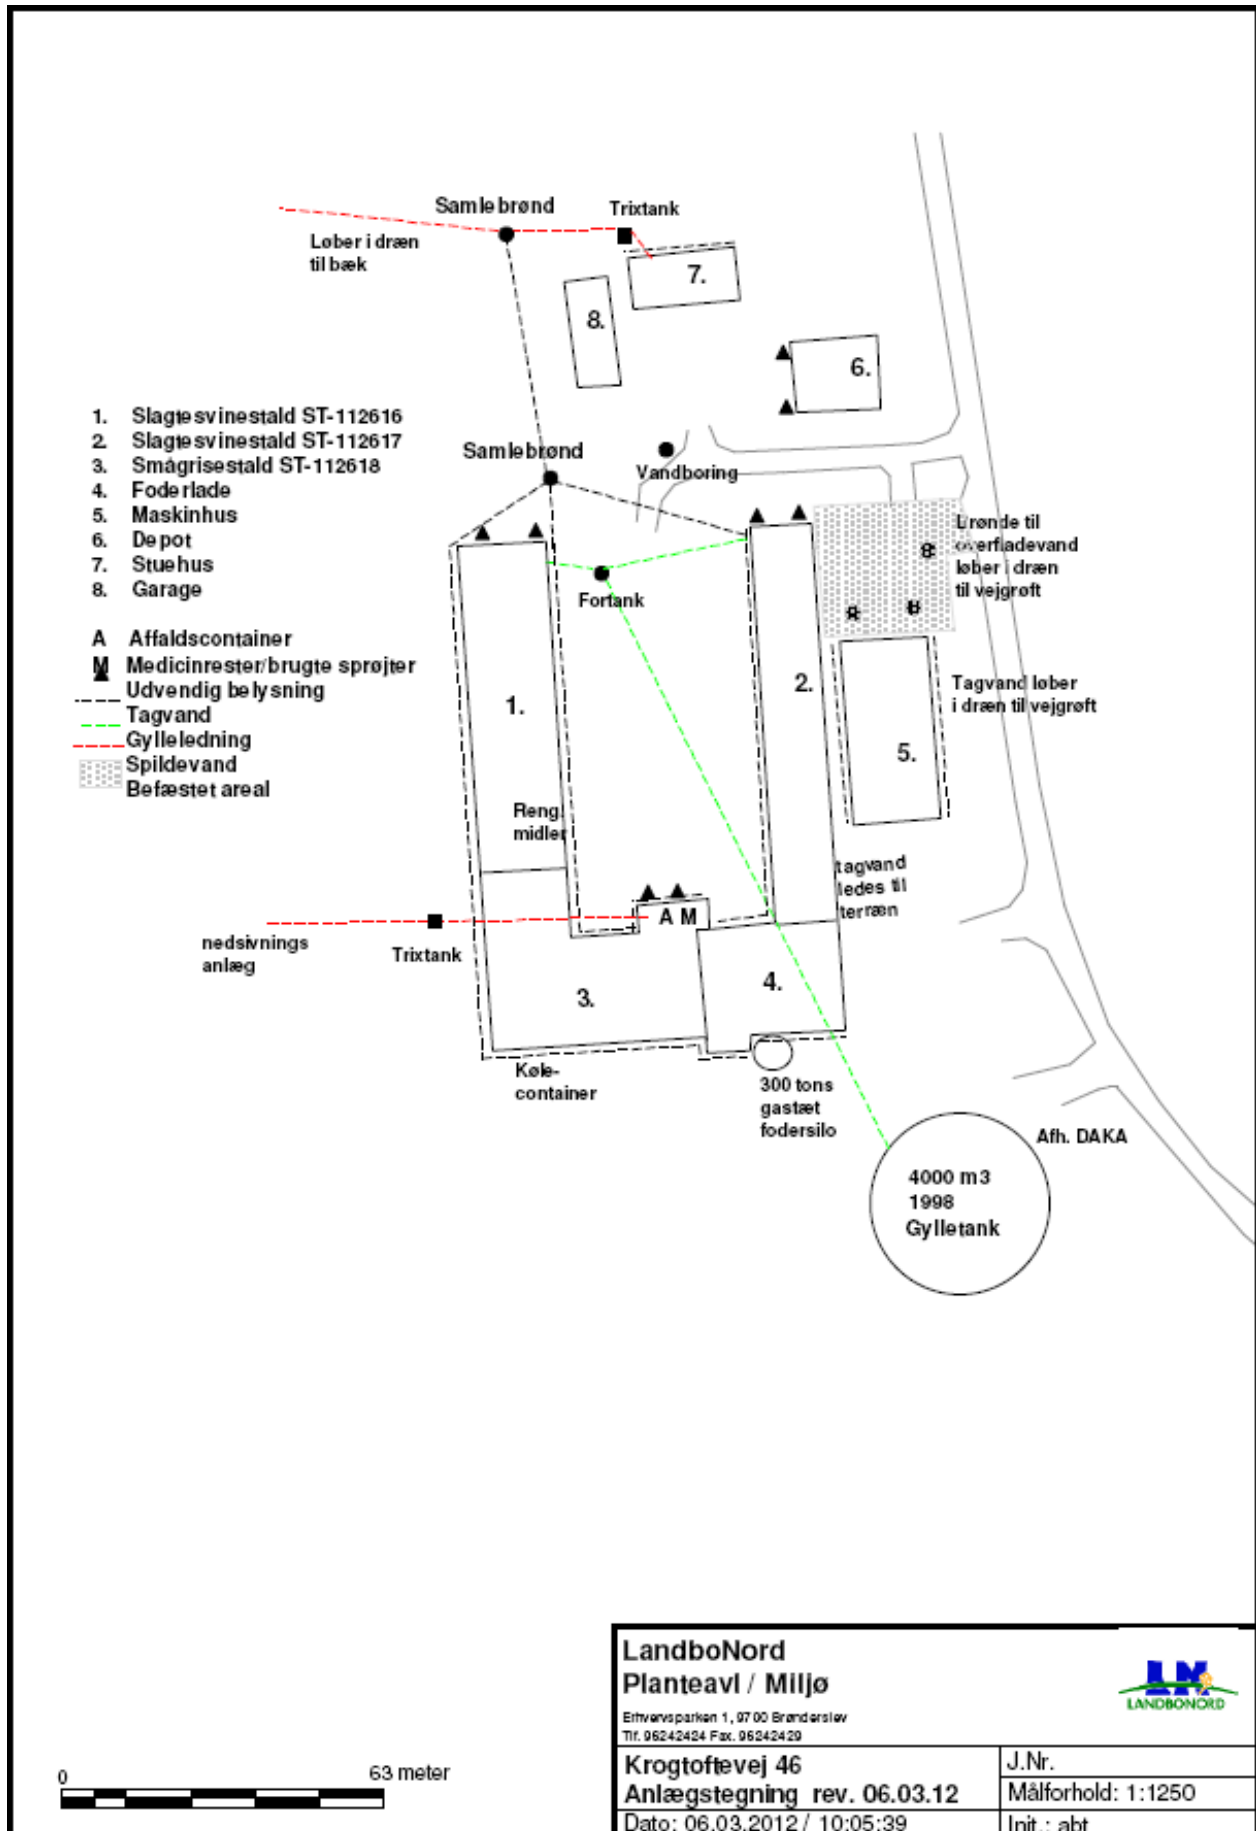 Samlebrønd
Trixtank
Løber i dræn
til bæk
7.
8.
6.
1. Slagtesvinestald ST-112616
2. Slagtesvinestald ST-112617
3. Smågrisestald ST-112618
4. Foderlade
5. Maskinhus
6. Depot
7. Stuehus
8. Garage
A Affaldscontainer
M Medicinrester/brugte sprøjter
Udvendig belysning
Tagvand
Gylleledning
Spildevand
Befæstet areal
Samlebrønd
Vandboring
Fortank
overfladevand
løber i dræn
til vejgrøft
1.
2.
Tagvand løber
i dræn til vejgrøft
5.
Reng.
midler
tagvand
ledes til
terræn
A M
nedsivnings
anlæg
Trixtank
3.
4.
Køle-
container
300 tons
gastæt
fodersilo
Afh. DAKA
4000 m3
1998
Gylletank
0 63 meter
LandboNord
Planteavl / Miljø
LANDBONORD
Erhvervsparken 1, 9700 Brønderslev
Tlf. 96242424 Fax. 96242429
Krogtoftevej 46
J.Nr.
Anlægstegning rev. 06.03.12
Målforhold: 1:1250
Dato: 06.03.2012 / 10:05:39
Init.: abt